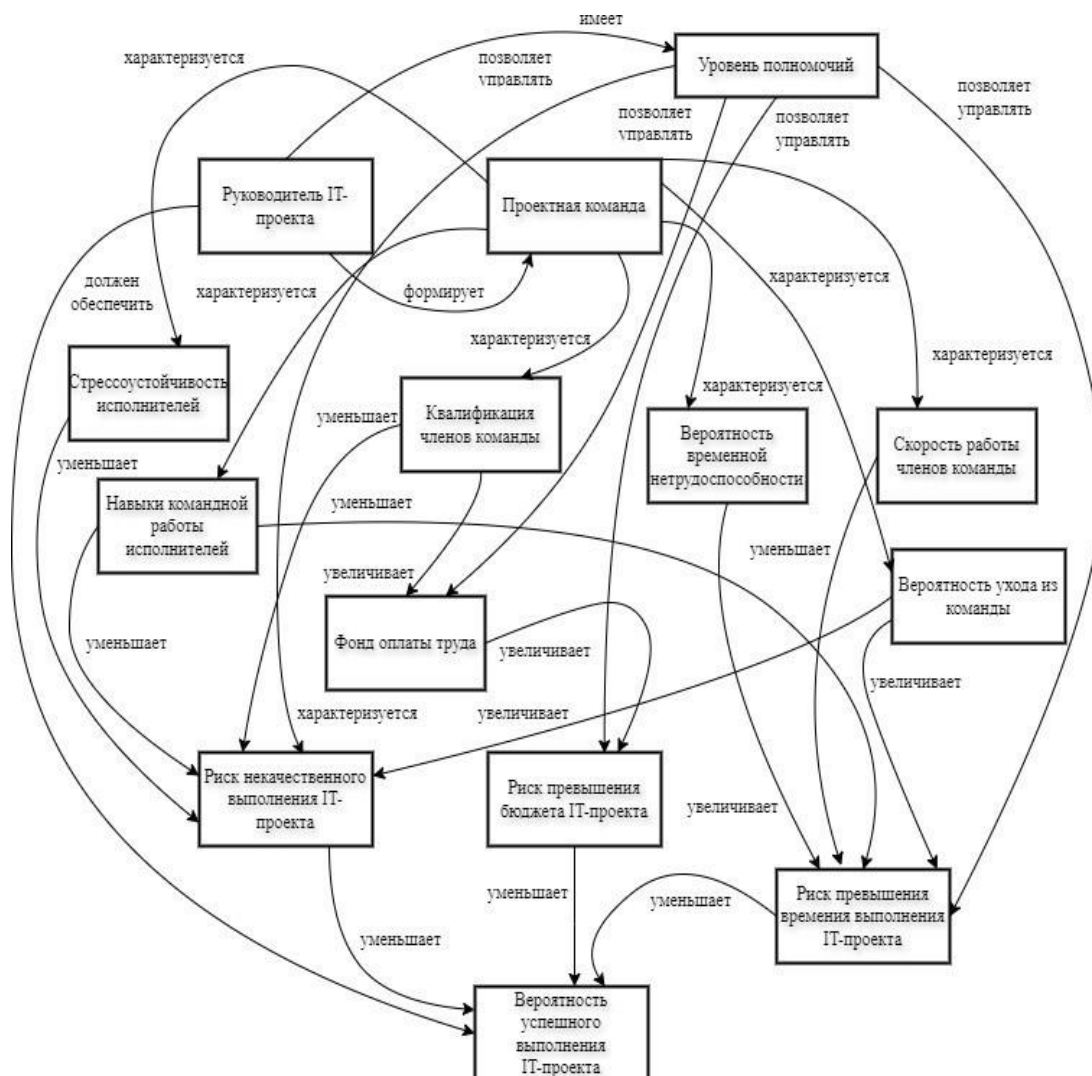 имеет
характеризуется
позволяет
управлять
Уровень полномочий
позволяет
управлять
позволяет
управлять
позволяет
управлять
Руководитель IT-
проекта
Проектная команда
должен
обеспечить
характеризуется
формирует
характеризуется
характеризуется
характеризуется
Стрессоустойчивость
исполнителей
уменьшает
Квалификация
членов команды
характеризуется
Вероятность
временной
нетрудоспособности
Скорость работы
членов команды
уменьшает
Навыки командной
работы
исполнителей
уменьшает
уменьшает
увеличивает
Вероятность ухода из
команды
уменьшает
Фонд оплаты труда
увеличивает
увеличивает
характеризуется
увеличивает
Риск некачественного
выполнения IT-
проекта
Риск превышения
бюджета IT-проекта
увеличивает
уменьшает
уменьшает
Риск превышения
времени выполнения
IT-проекта
уменьшает
Вероятность
успешного
выполнения
IT-проекта